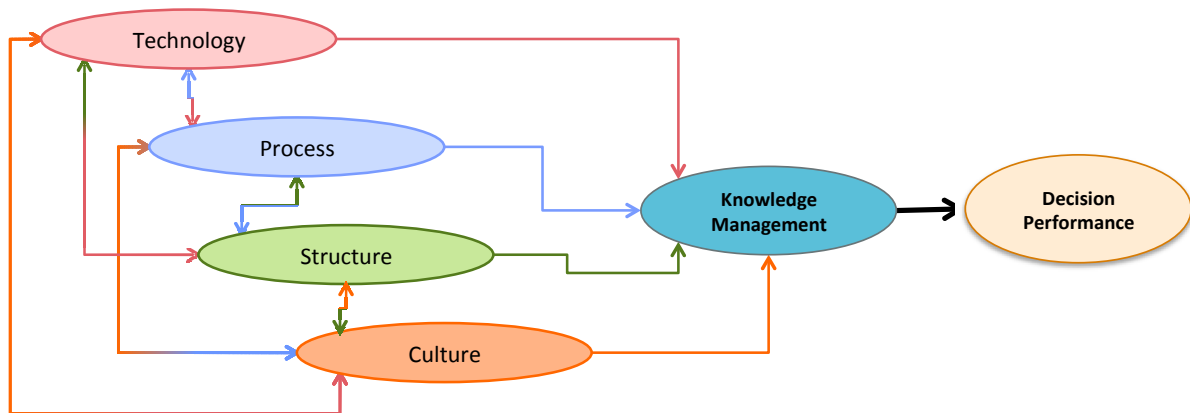 Technology
Process
Structure
Culture
Knowledge
Management
Decision
Performance